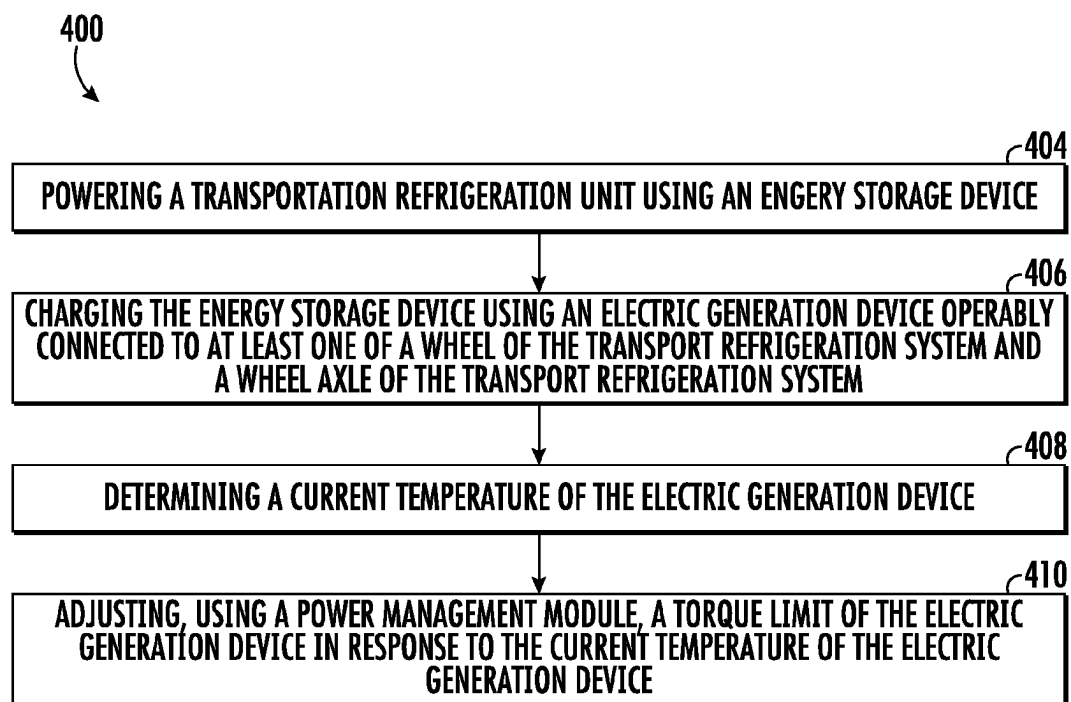 400
404
POWERING A TRANSPORTATION REFRIGERATION UNIT USING AN ENGERY STORAGE DEVICE
406
CHARGING THE ENERGY STORAGE DEVICE USING AN ELECTRIC GENERATION DEVICE OPERABLY
CONNECTED TO AT LEAST ONE OF A WHEEL OF THE TRANSPORT REFRIGERATION SYSTEM AND
A WHEEL AXLE OF THE TRANSPORT REFRIGERATION SYSTEM
408
DETERMINING A CURRENT TEMPERATURE OF THE ELECTRIC GENERATION DEVICE
410
ADJUSTING, USING A POWER MANAGEMENT MODULE, A TORQUE LIMIT OF THE ELECTRIC
GENERATION DEVICE IN RESPONSE TO THE CURRENT TEMPERATURE OF THE ELECTRIC
GENERATION DEVICE